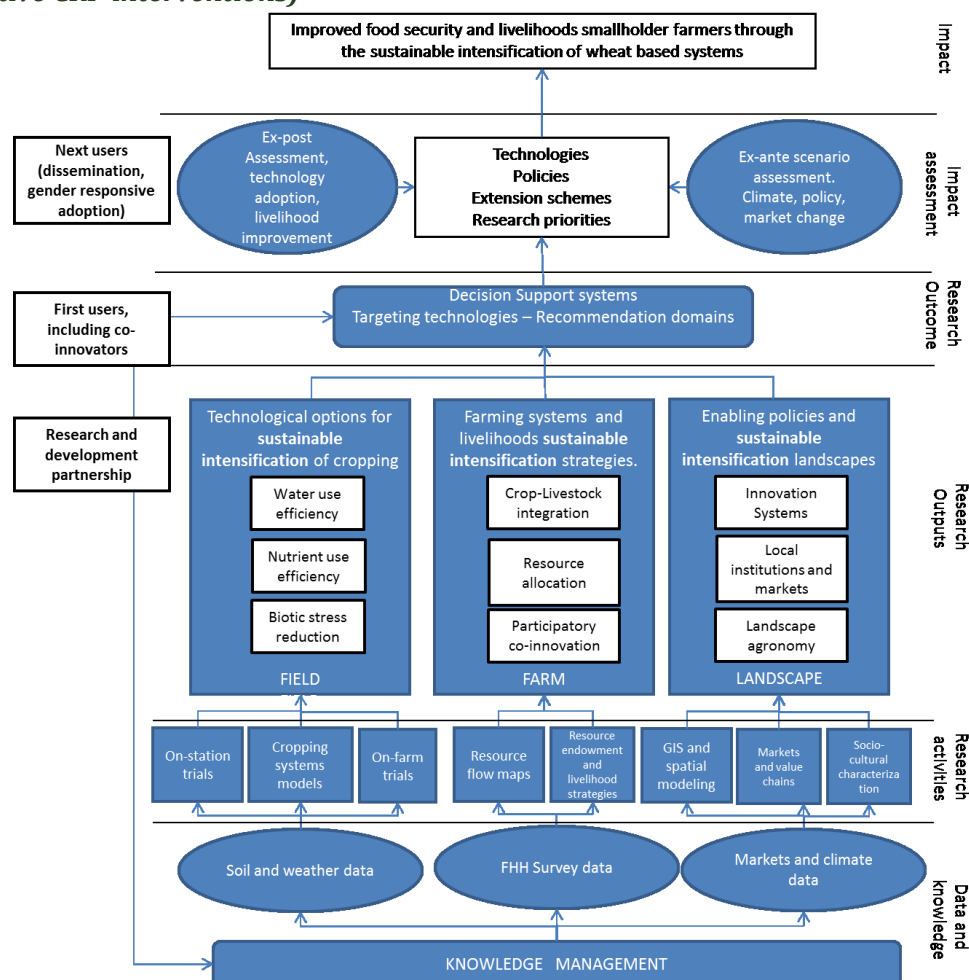 Improved food security and livelihoods smallholder farmers through
the sustainable intensification of wheat based systems
Impact
Next users
(dissemination,
gender responsive
adoption)
Ex-post
Assessment,
technology
adoption,
livelihood
improvement
Technologies
Policies
Extension schemes
Research priorities
Ex-ante scenario
assessment.
Climate, policy,
market change
Impact
assessment
First users,
including co-
innovators
Decision Support systems
Targeting technologies – Recommendation domains
Research
Outcome
Research and
development
partnership
Technological options for
sustainable
intensification of cropping
Water use
efficiency
Nutrient use
efficiency
Biotic stress
reduction
FIELD
Farming systems and
livelihoods sustainable
intensification strategies.
Crop-Livestock
integration
Resource
allocation
Participatory
co-innovation
FARM
Enabling policies and
sustainable
intensification landscapes
Innovation
Systems
Local
institutions and
markets
Landscape
agronomy
LANDSCAPE
Research
Outputs
On-station
trials
Cropping
systems
models
On-farm
trials
Resource
flow maps
Resource
endowment
and
livelihood
strategies
GIS and
spatial
modeling
Markets
and value
chains
Socio-
cultural
characteriza
tion
Research
activities
Soil and weather data
FHH Survey data
Markets and climate
data
Data and
knowledge
KNOWLEDGE MANAGEMENT